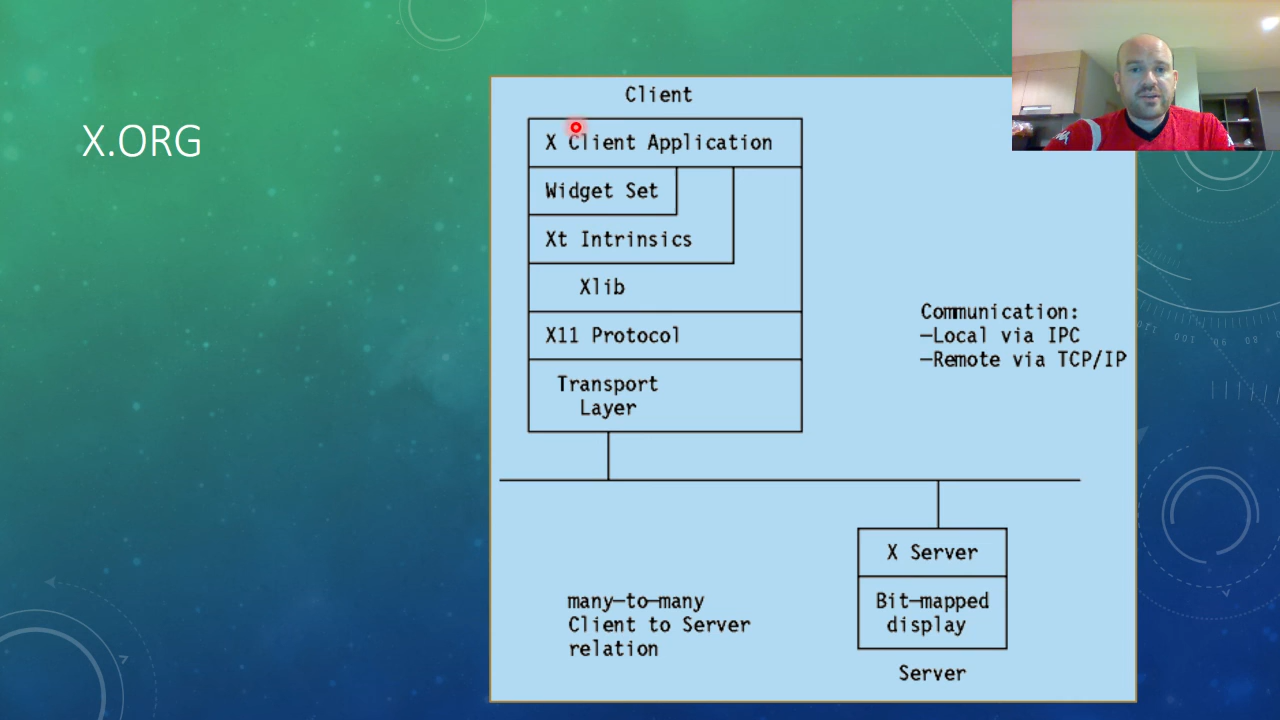 X.ORG
Client
X Client Application
Widget Set
Xt Intrinsics
Xlib
X11 Protocol
Transport
Layer
Communication:
—Local via IPC
—Remote via TCP/IP
X Server
Bit—mapped
display
Server
many—to—many
Client to Server
relation